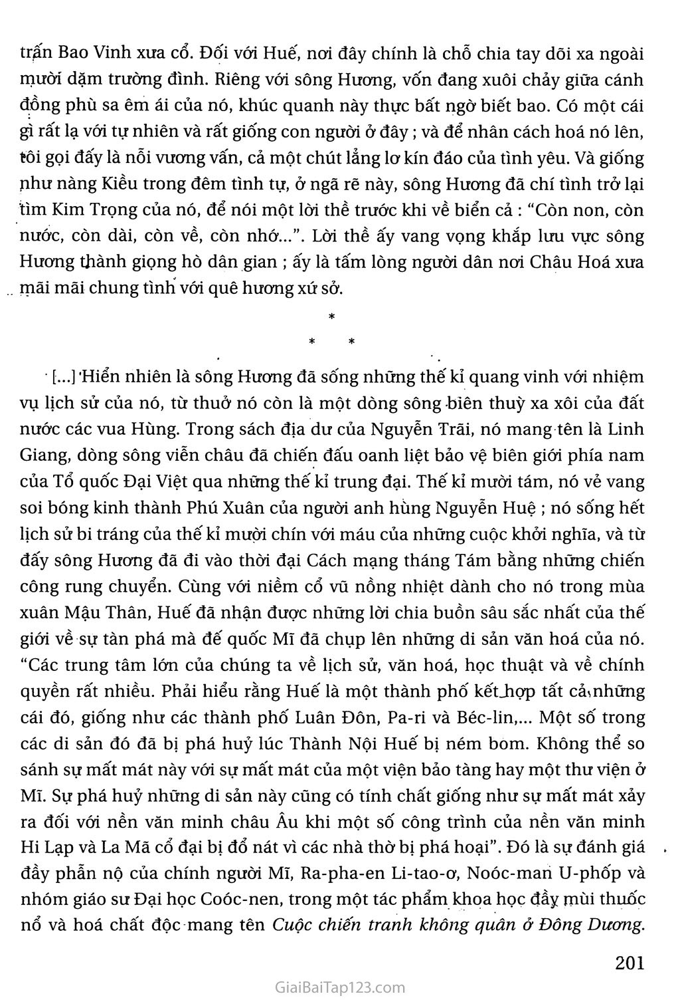 trấn Bao Vinh xưa cổ. Đối với Huế, nơi đây chính là chỗ chia tay dõi xa ngoài
mười dặm trường đình. Riêng với sông Hương, vốn đang xuôi chảy giữa cánh
đồng phù sa êm ái của nó, khúc quanh này thực bất ngờ biết bao. Có một cái
gì rất lạ với tự nhiên và rất giống con người ở đây ; và để nhân cách hoá nó lên,
tôi gọi đấy là nỗi vương vấn, cả một chút lẳng lơ kín đáo của tình yêu. Và giống
như nàng Kiều trong đêm tình tự, ở ngã rẽ này, sông Hương đã chí tình trở lại
tìm Kim Trọng của nó, để nói một lời thề trước khi về biển cả : “Còn non, còn
nước, còn dài, còn về, còn nhớ...”. Lời thề ấy vang vọng khắp lưu vực sông
Hương thành giọng hò dân gian ; ấy là tấm lòng người dân nơi Châu Hoá xưa
mãi mãi chung tình với quê hương xứ sở.
*
* *
[...] Hiển nhiên là sông Hương đã sống những thế kỉ quang vinh với nhiệm
vụ lịch sử của nó, từ thuở nó còn là một dòng sông biên thuỳ xa xôi của đất
nước các vua Hùng. Trong sách địa dư của Nguyễn Trãi, nó mang tên là Linh
Giang, dòng sông viễn châu đã chiến đấu oanh liệt bảo vệ biên giới phía nam
của Tổ quốc Đại Việt qua những thế kỉ trung đại. Thế kỉ mười tám, nó vẻ vang
soi bóng kinh thành Phú Xuân của người anh hùng Nguyễn Huệ ; nó sống hết
lịch sử bi tráng của thế kỉ mười chín với máu của những cuộc khởi nghĩa, và từ
đấy sông Hương đã đi vào thời đại Cách mạng tháng Tám bằng những chiến
công rung chuyển. Cùng với niềm cổ vũ nồng nhiệt dành cho nó trong mùa
xuân Mậu Thân, Huế đã nhận được những lời chia buồn sâu sắc nhất của thế
giới về sự tàn phá mà đế quốc Mĩ đã chụp lên những di sản văn hoá của nó.
“Các trung tâm lớn của chúng ta về lịch sử, văn hoá, học thuật và về chính
quyền rất nhiều. Phải hiểu rằng Huế là một thành phố kết hợp tất cả những
cái đó, giống như các thành phố Luân Đôn, Pa-ri và Béc-lin,... Một số trong
các di sản đó đã bị phá huỷ lúc Thành Nội Huế bị ném bom. Không thể so
sánh sự mất mát này với sự mất mát của một viện bảo tàng hay một thư viện ở
Mĩ. Sự phá huỷ những di sản này cũng có tính chất giống như sự mất mát xảy
ra đối với nền văn minh châu Âu khi một số công trình của nền văn minh
Hi Lạp và La Mã cổ đại bị đổ nát vì các nhà thờ bị phá hoại”. Đó là sự đánh giá
đầy phẫn nộ của chính người Mĩ, Ra-pha-en Li-tao-ơ, Noóc-man U-phốp và
nhóm giáo sư Đại học Coóc-nen, trong một tác phẩm khoa học đầy mùi thuốc
nổ và hoá chất độc mang tên Cuộc chiến tranh không quân ở Đông Dương.
201
GiaiBaiTap123.com